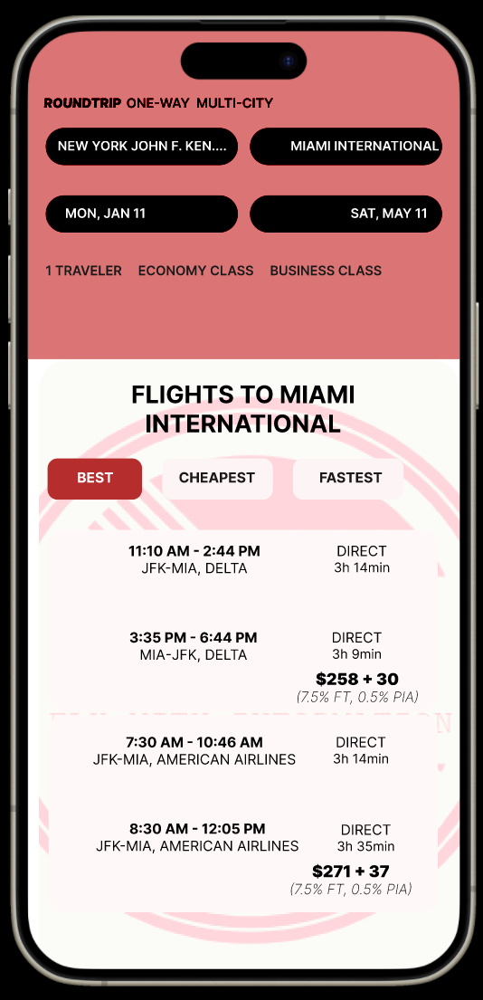 ROUNDTRIP ONE-WAY MULTI-CITY
NEW YORK JOHN F. KEN.... MIAMI INTERNATIONAL
MON, JAN 11 SAT, MAY 11
1 TRAVELER ECONOMY CLASS BUSINESS CLASS
FLIGHTS TO MIAMI
INTERNATIONAL
BEST CHEAPEST FASTEST
11:10 AM - 2:44 PM DIRECT
JFK-MIA, DELTA 3h 14min
3:35 PM - 6:44 PM DIRECT
MIA-JFK, DELTA 3h 9min
$258 + 30
(7.5% FT, 0.5% PIA)
7:30 AM - 10:46 AM DIRECT
JFK-MIA, AMERICAN AIRLINES 3h 14min
8:30 AM - 12:05 PM DIRECT
JFK-MIA, AMERICAN AIRLINES 3h 35min
$271 + 37
(7.5% FT, 0.5% PIA)